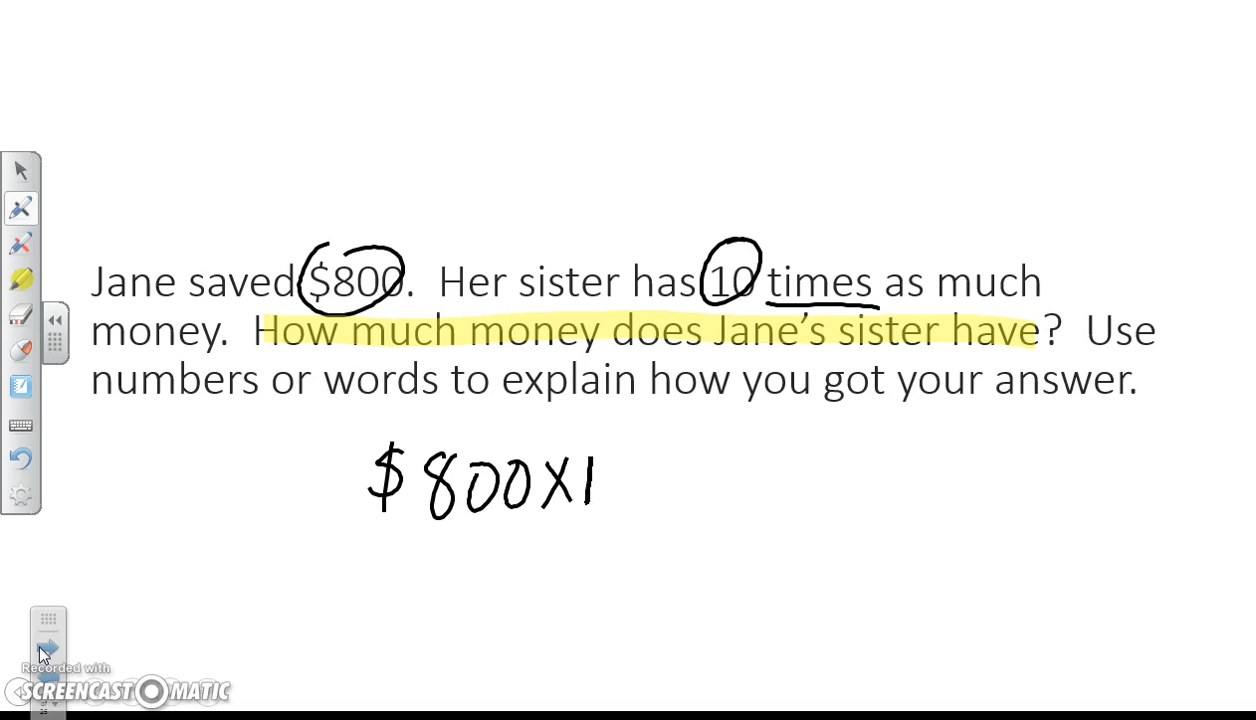 Jane saved $800. Her sister has 10 times as much
money. How much money does Jane's sister have? Use
numbers or words to explain how you got your answer.
$800X1
Recorded with
SCREENCAST O MATIC
25